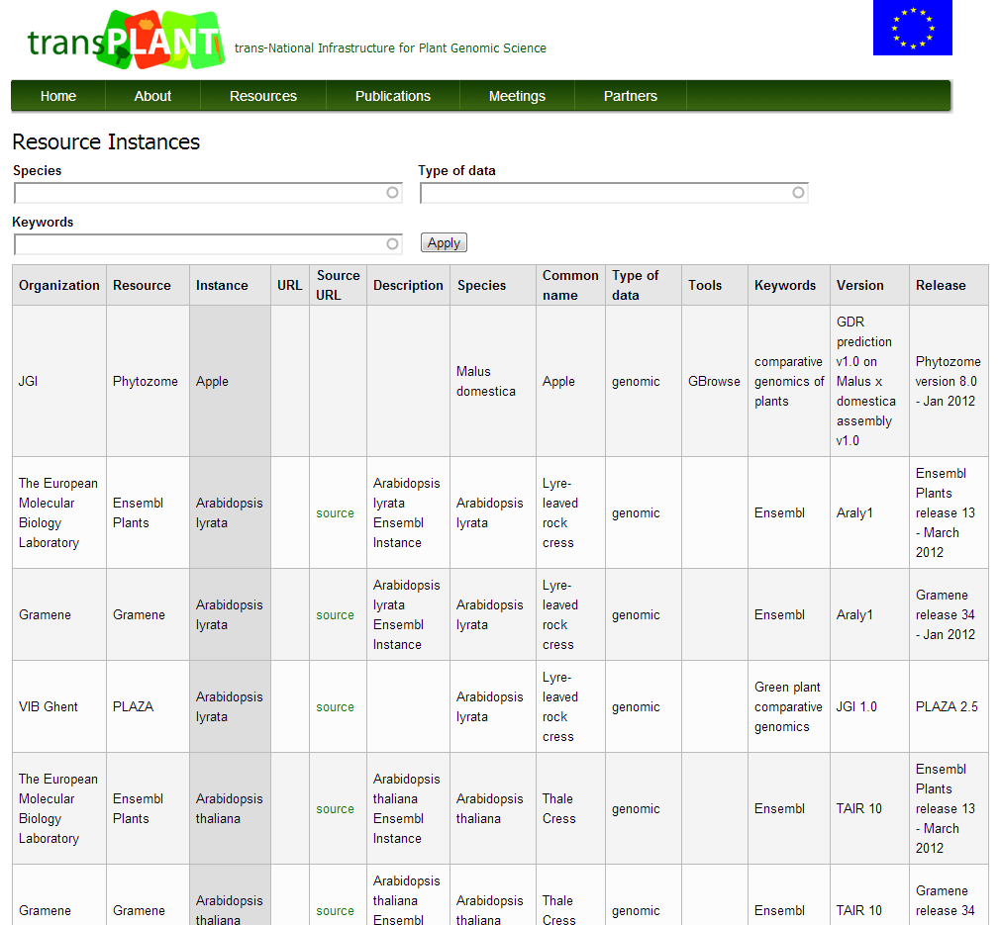 transPLANT trans-National Infrastructure for Plant Genomic Science
Home About Resources Publications Meetings Partners
Resource Instances
Species Type of data
Keywords
Apply
Organization Resource Instance URL Source URL Description Species Common name Type of data Tools Keywords Version Release
JGI Phytozome Apple Malus domestica Apple genomic GBrowse comparative genomics of plants GDR prediction v1.0 on Malus x domestica assembly v1.0 Phytozome version 8.0 - Jan 2012
The European Molecular Biology Laboratory Ensembl Plants Arabidopsis lyrata source Arabidopsis lyrata Ensembl Instance Arabidopsis lyrata Lyre-leaved rock cress genomic Ensembl Araly1 Ensembl Plants release 13 - March 2012
Gramene Gramene Arabidopsis lyrata source Arabidopsis lyrata Ensembl Instance Arabidopsis lyrata Lyre-leaved rock cress genomic Ensembl Araly1 Gramene release 34 - Jan 2012
VIB Ghent PLAZA Arabidopsis lyrata source Arabidopsis lyrata Lyre-leaved rock cress genomic Green plant comparative genomics JGI 1.0 PLAZA 2.5
The European Molecular Biology Laboratory Ensembl Plants Arabidopsis thaliana source Arabidopsis thaliana Ensembl Instance Arabidopsis thaliana Thale Cress genomic Ensembl TAIR 10 Ensembl Plants release 13 - March 2012
Gramene Gramene Arabidopsis thaliana source Arabidopsis thaliana Ensembl Arabidopsis thaliana Thale Cress genomic Ensembl TAIR 10 Gramene release 34